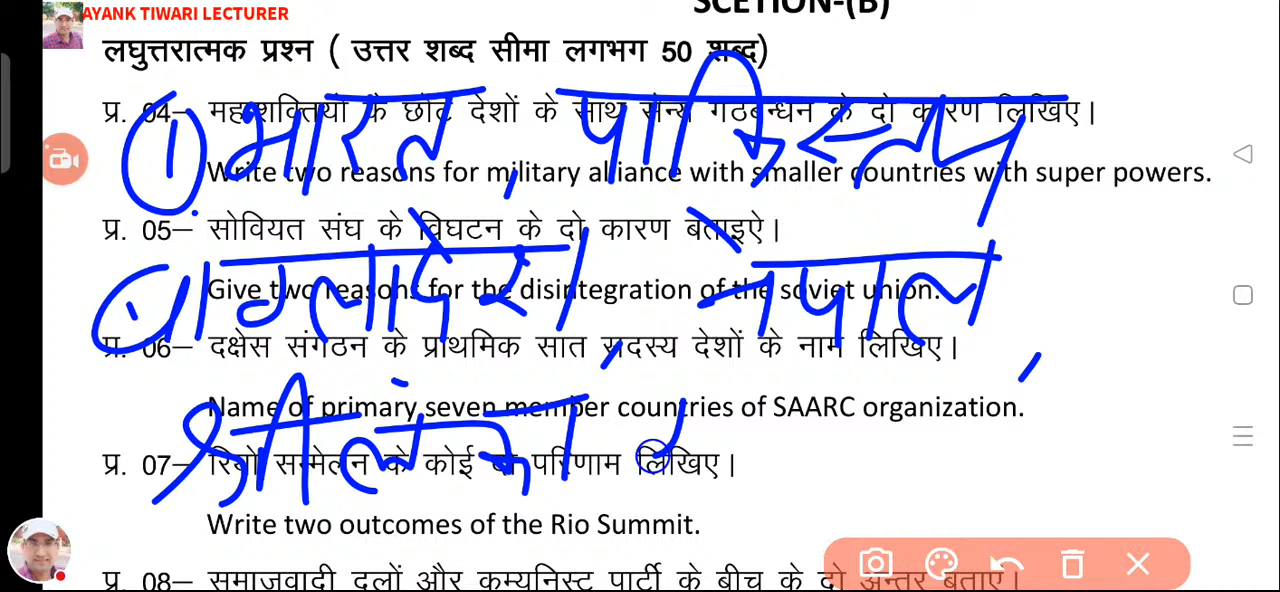 AYANK TIWARI LECTURER
SCETION-(B)
लघुत्तरात्मक प्रश्न ( उत्तर शब्द सीमा लगभग 50 शब्द)
प्र. 04– महाशक्तियों के छोटे देशों के साथ सैन्य गठबन्धन के दो कारण लिखिए।
① भारत, पाकिस्तान
Write two reasons for military alliance with smaller countries with super powers.
प्र. 05– सोवियत संघ के विघटन के दो कारण बताइऐ।
Give two reasons for the disintegration of the soviet union.
बांग्लादेश, नेपाल,
प्र. 06– दक्षेस संगठन के प्राथमिक सात सदस्य देशों के नाम लिखिए।
Name of primary seven member countries of SAARC organization.
श्रीलंका
प्र. 07– रियो सम्मेलन के कोई दो परिणाम लिखिए।
Write two outcomes of the Rio Summit.
प्र. 08– समाजवादी दलों और कम्यूनिस्ट पार्टी के बीच के दो अन्तर बताएं।